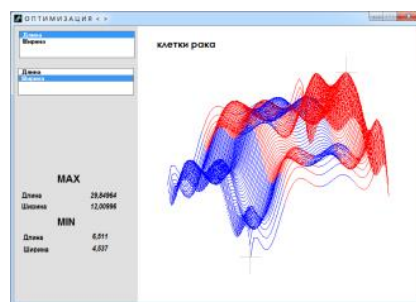 ОПТИМИЗАЦИЯ < >
Длина
Ширина
клетки рака
Длина
Ширина
MAX
Длина 29,84964
Ширина 12,00996
MIN
Длина 6,511
Ширина 4,537